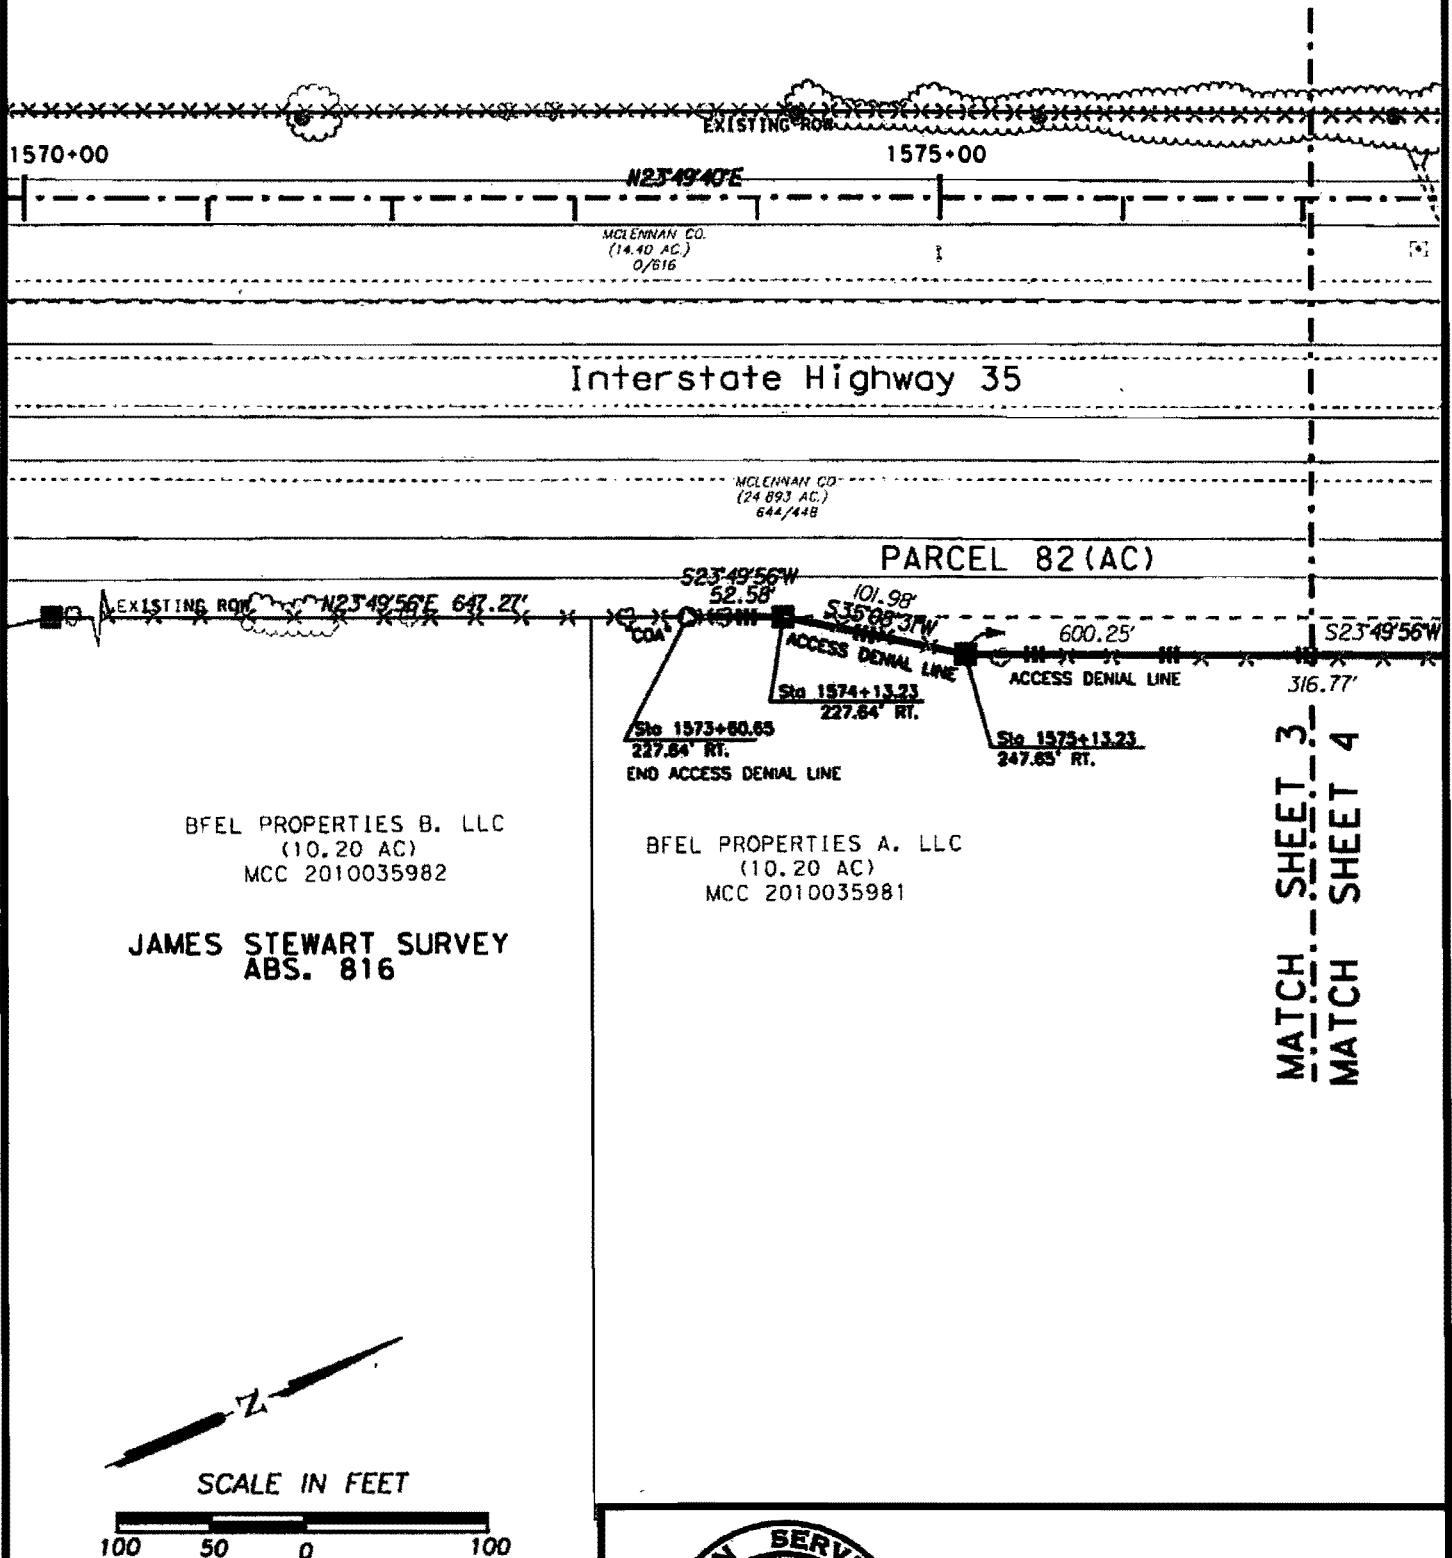 EXISTING ROW
1570+00
1575+00
N23°49'40"E
MCLENNAN CO.
(14.40 AC.)
0/616
Interstate Highway 35
MCLENNAN CO
(24 893 AC.)
644/448
PARCEL 82(AC)
S23°49'56"W
52.58'
101.98'
EXISTING ROW
N23°49'56"E 647.27'
"COA"
ACCESS DENIAL LINE
600.25'
S23°49'56"W
ACCESS DENIAL LINE
316.77'
Sta 1574+13.23
227.64' RT.
Sta 1573+60.65
227.64' RT.
END ACCESS DENIAL LINE
Sta 1575+13.23
247.65' RT.
MATCH SHEET 3
MATCH SHEET 4
BFEL PROPERTIES B. LLC
(10.20 AC)
MCC 2010035982
BFEL PROPERTIES A. LLC
(10.20 AC)
MCC 2010035981
JAMES STEWART SURVEY
ABS. 816
N
SCALE IN FEET
100 50 0 100